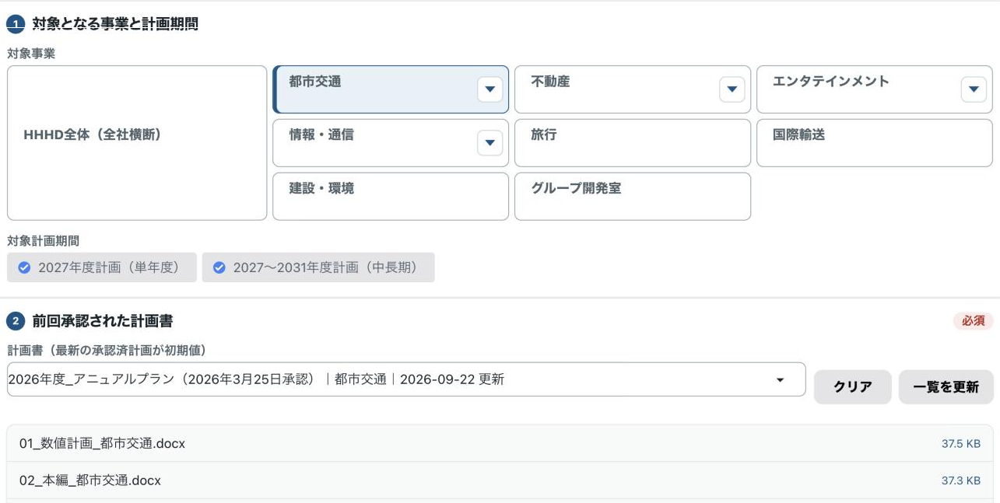 1 対象となる事業と計画期間
対象事業
HHHD全体（全社横断）
都市交通
不動産
エンタテインメント
情報・通信
旅行
国際輸送
建設・環境
グループ開発室
対象計画期間
2027年度計画（単年度）
2027〜2031年度計画（中長期）
2 前回承認された計画書
必須
計画書（最新の承認済計画が初期値）
2026年度_アニュアルプラン（2026年3月25日承認）｜都市交通｜2026-09-22 更新
クリア
一覧を更新
01_数値計画_都市交通.docx
37.5 KB
02_本編_都市交通.docx
37.3 KB